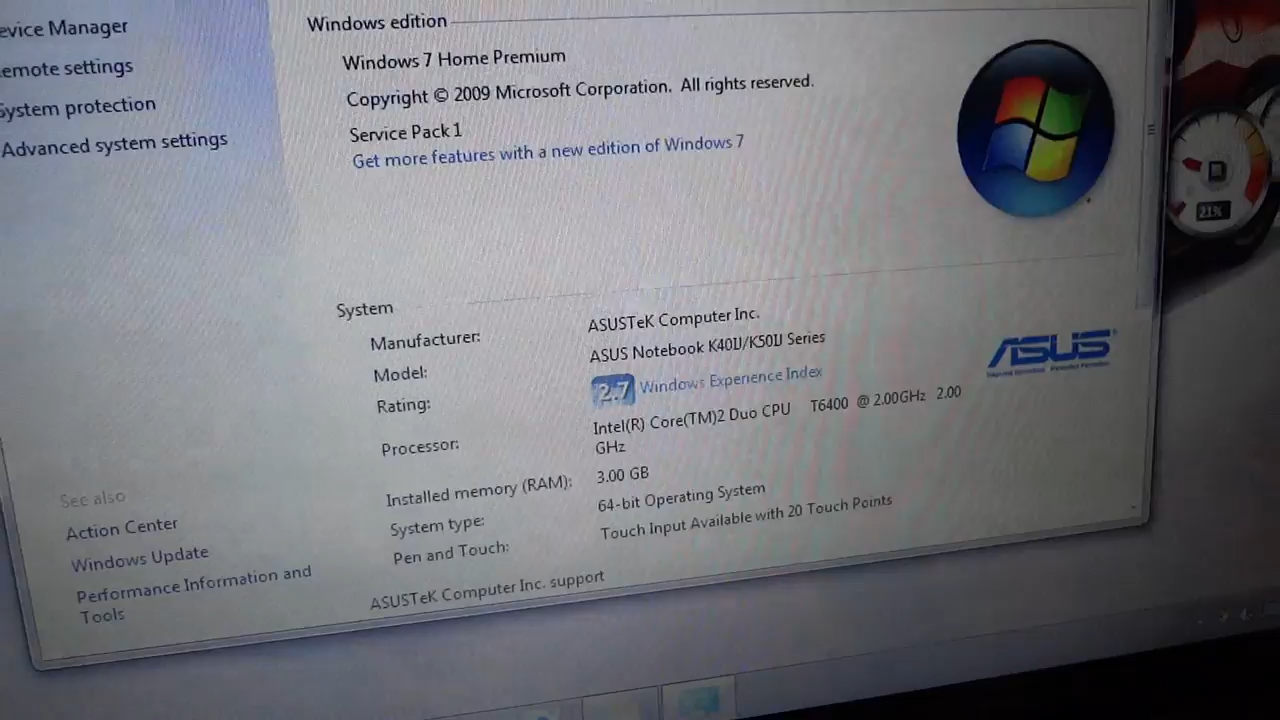 evice Manager
emote settings
System protection
Advanced system settings
Windows edition
Windows 7 Home Premium
Copyright © 2009 Microsoft Corporation. All rights reserved.
Service Pack 1
Get more features with a new edition of Windows 7
21%
System
Manufacturer: ASUSTeK Computer Inc.
Model: ASUS Notebook K40IJ/K50IJ Series
Rating: 2.7 Windows Experience Index
Processor: Intel(R) Core(TM)2 Duo CPU T6400 @ 2.00GHz 2.00
GHz
Installed memory (RAM): 3.00 GB
System type: 64-bit Operating System
Pen and Touch: Touch Input Available with 20 Touch Points
ASUSTeK Computer Inc. support
ASUS
See also
Action Center
Windows Update
Performance Information and
Tools